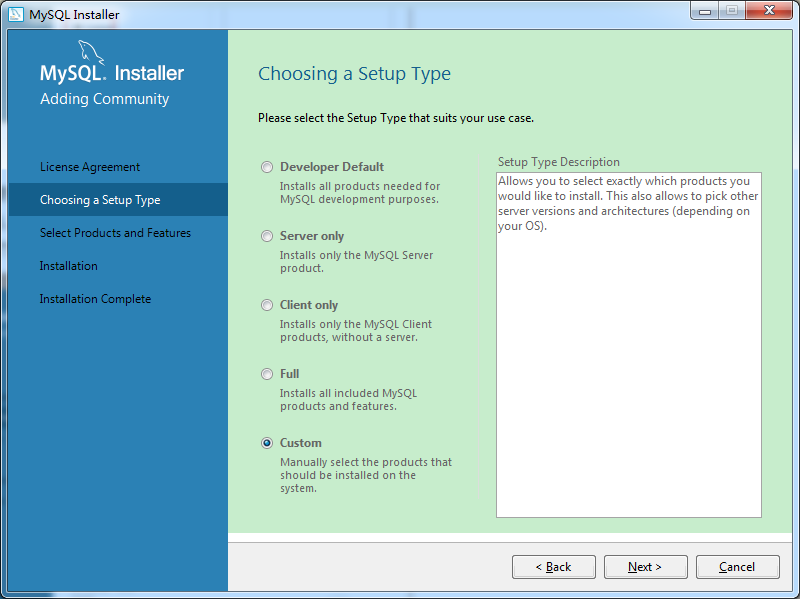 MySQL Installer
MySQL. Installer
Adding Community
License Agreement
Choosing a Setup Type
Select Products and Features
Installation
Installation Complete
Choosing a Setup Type
Please select the Setup Type that suits your use case.
Developer Default
Installs all products needed for
MySQL development purposes.
Server only
Installs only the MySQL Server
product.
Client only
Installs only the MySQL Client
products, without a server.
Full
Installs all included MySQL
products and features.
Custom
Manually select the products that
should be installed on the
system.
Setup Type Description
Allows you to select exactly which products you
would like to install. This also allows to pick other
server versions and architectures (depending on
your OS).
< Back
Next >
Cancel